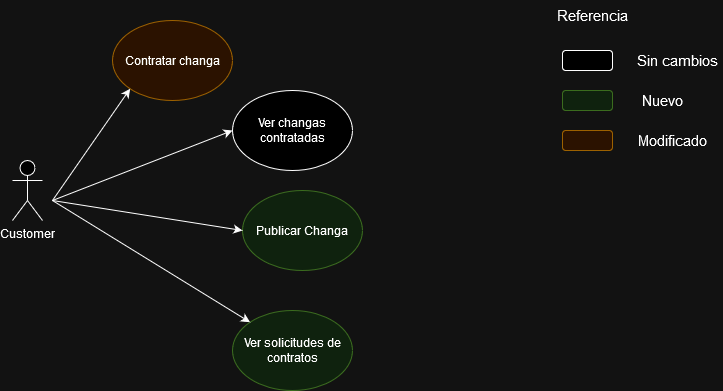 Referencia
Contratar changa
Sin cambios
Nuevo
Ver changas
contratadas
Modificado
Customer
Publicar Changa
Ver solicitudes de
contratos